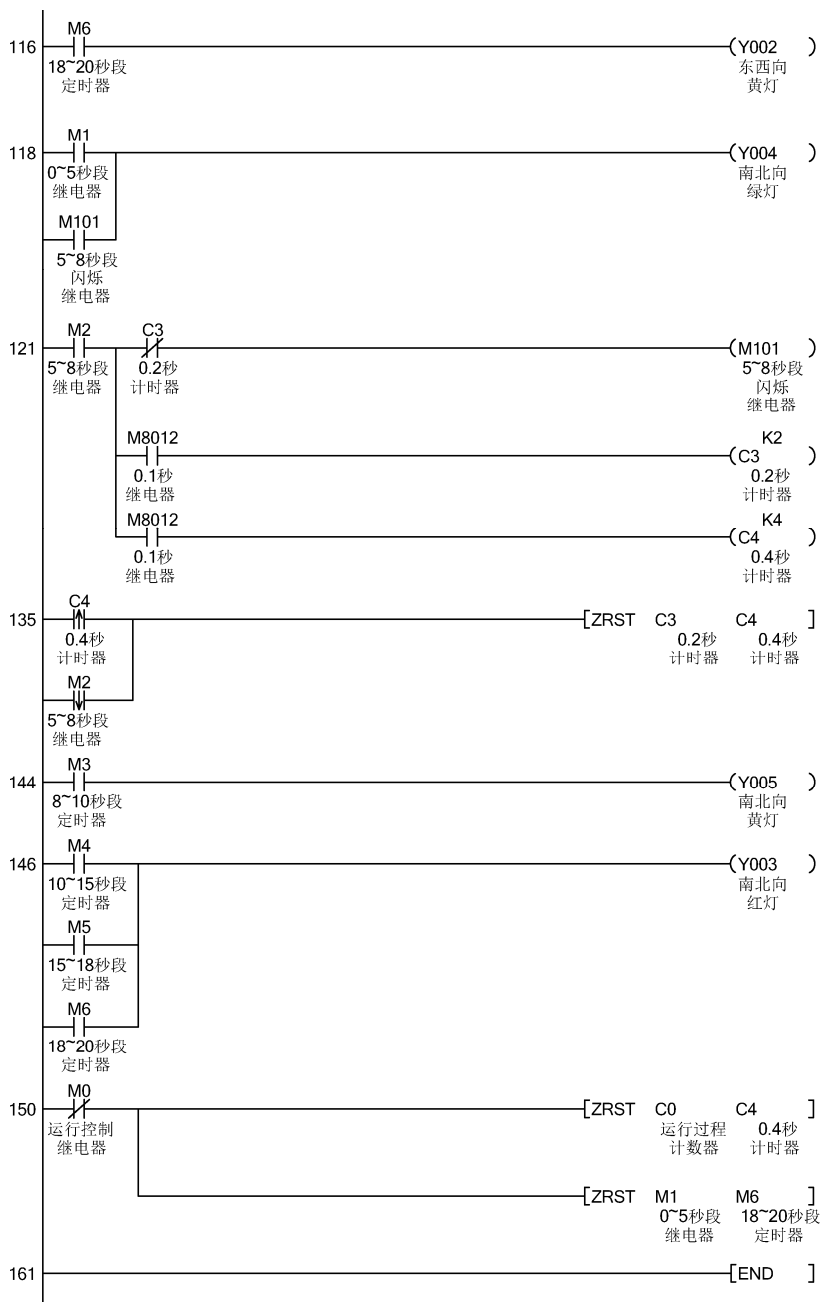 M6
116 (Y002 )
18~20秒段 东西向
定时器 黄灯
M1
118 (Y004 )
0~5秒段 南北向
继电器 绿灯
M101
5~8秒段
闪烁
继电器
M2 C3
121 (M101 )
5~8秒段 0.2秒 5~8秒段
继电器 计时器 闪烁
继电器
M8012 K2
(C3 )
0.1秒 0.2秒
继电器 计时器
M8012 K4
(C4 )
0.1秒 0.4秒
继电器 计时器
C4
135 [ZRST C3 C4 ]
0.4秒 0.2秒 0.4秒
计时器 计时器 计时器
M2
5~8秒段
继电器
M3
144 (Y005 )
8~10秒段 南北向
定时器 黄灯
M4
146 (Y003 )
10~15秒段 南北向
定时器 红灯
M5
15~18秒段
定时器
M6
18~20秒段
定时器
M0
150 [ZRST C0 C4 ]
运行控制 运行过程 0.4秒
继电器 计数器 计时器
[ZRST M1 M6 ]
0~5秒段 18~20秒段
继电器 定时器
161 [END ]